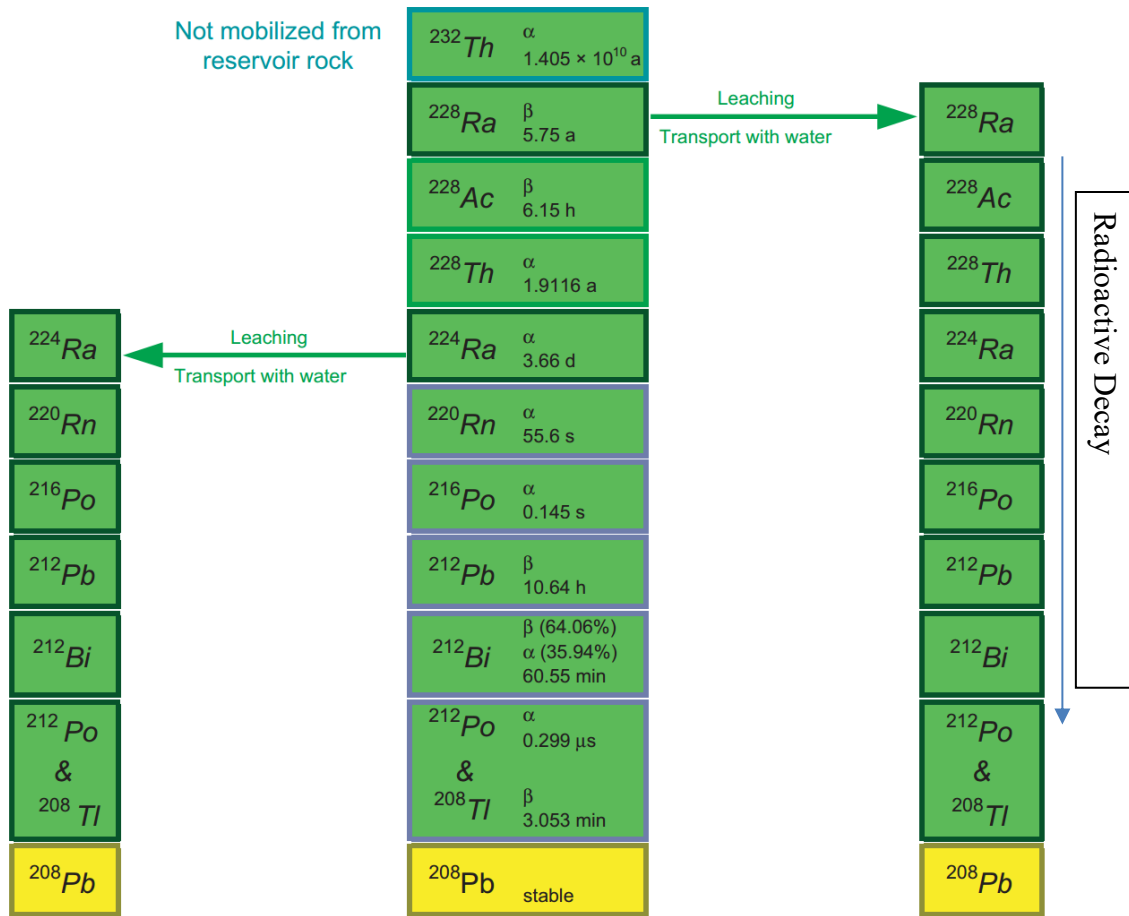 Not mobilized from
reservoir rock
²³²Th α
1.405 × 10¹⁰ a
²²⁸Ra β
5.75 a
Leaching
Transport with water
²²⁸Ra
²²⁸Ac β
6.15 h
²²⁸Ac
²²⁸Th α
1.9116 a
²²⁸Th
Radioactive Decay
²²⁴Ra
Leaching
Transport with water
²²⁴Ra α
3.66 d
²²⁴Ra
²²⁰Rn
²²⁰Rn α
55.6 s
²²⁰Rn
²¹⁶Po
²¹⁶Po α
0.145 s
²¹⁶Po
²¹²Pb
²¹²Pb β
10.64 h
²¹²Pb
²¹²Bi
²¹²Bi β (64.06%)
α (35.94%)
60.55 min
²¹²Bi
²¹²Po
&
²⁰⁸Tl
²¹²Po α
0.299 μs
&
²⁰⁸Tl β
3.053 min
²¹²Po
&
²⁰⁸Tl
²⁰⁸Pb
²⁰⁸Pb stable
²⁰⁸Pb